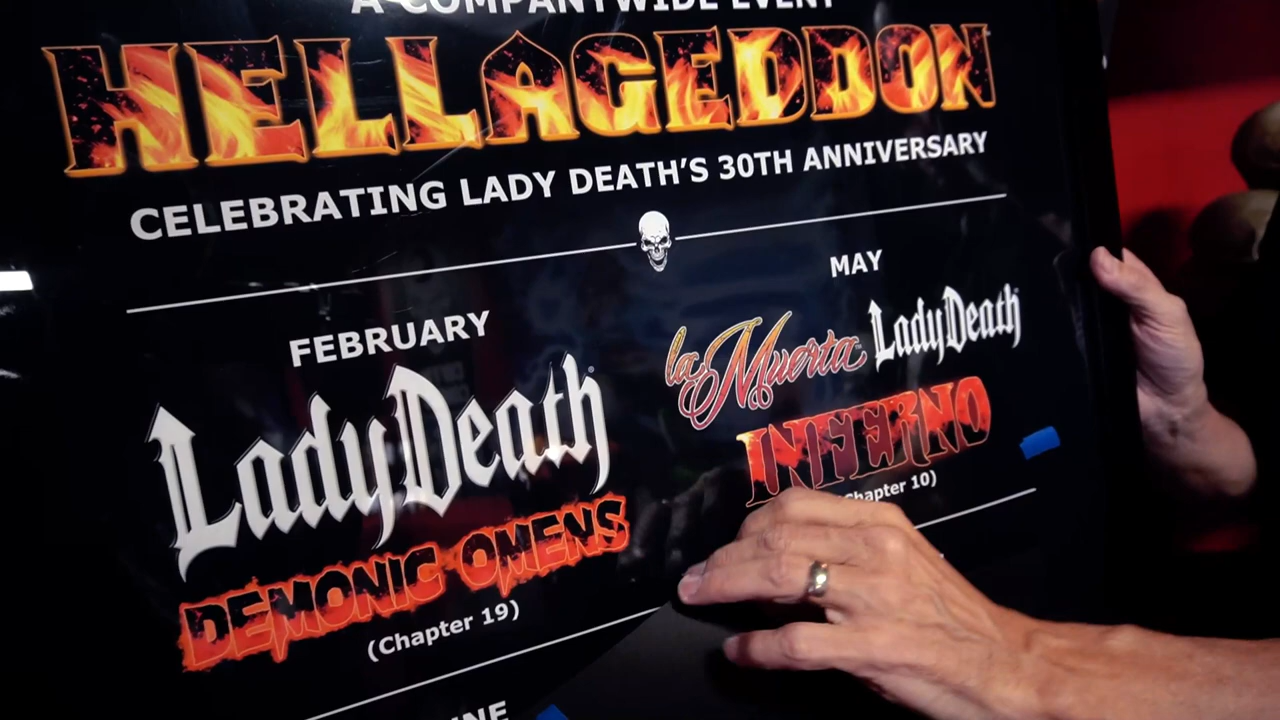 A COMPANYWIDE EVENT
HELLAGEDDON
CELEBRATING LADY DEATH'S 30TH ANNIVERSARY
FEBRUARY
Lady Death
DEMONIC OMENS
(Chapter 19)
MAY
la Muerta Lady Death
INFERNO
Chapter 10)